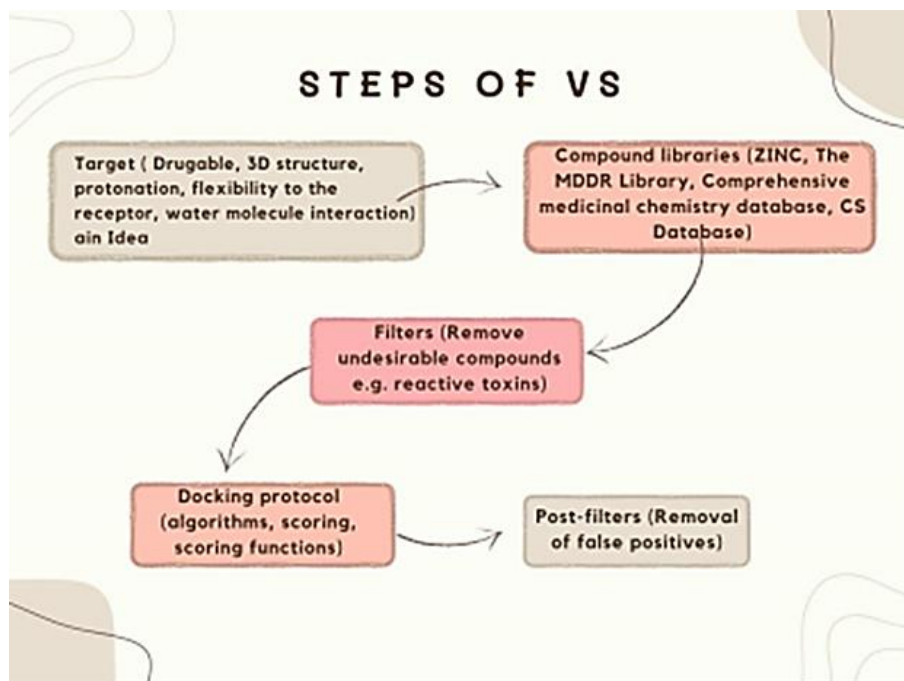 STEPS OF VS
Target ( Drugable, 3D structure,
protonation, flexibility to the
receptor, water molecule interaction)
ain Idea
Compound libraries (ZINC, The
MDDR Library, Comprehensive
medicinal chemistry database, CS
Database)
Filters (Remove
undesirable compounds
e.g. reactive toxins)
Docking protocol
(algorithms, scoring,
scoring functions)
Post-filters (Removal
of false positives)